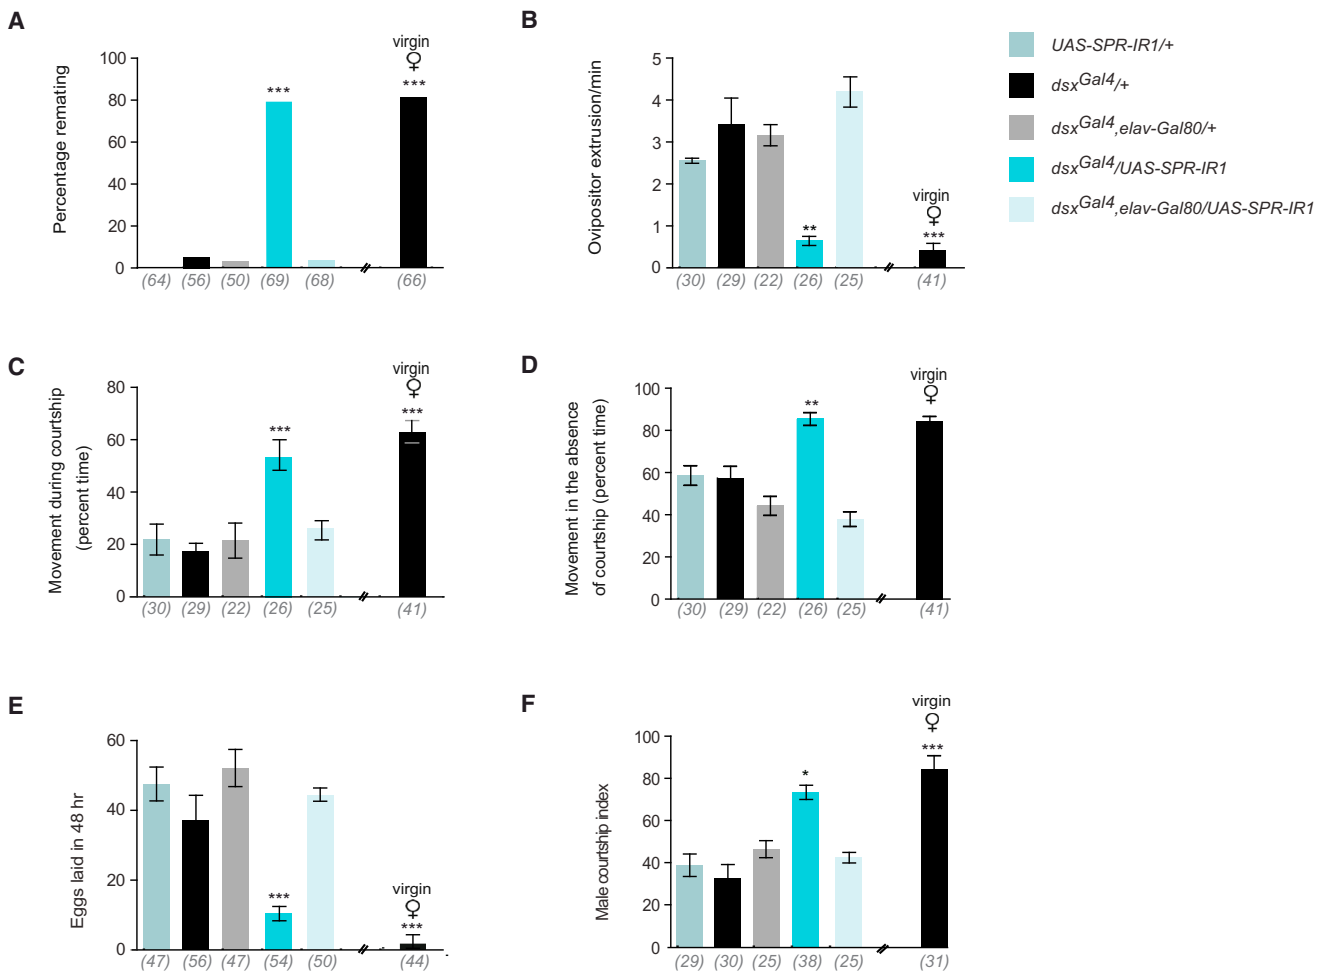 A
virgin
♀
Percentage remating
100
80
60
40
20
0
***
***
(64) (56) (50) (69) (68) (66)
B
Ovipositor extrusion/min
5
4
3
2
1
0
**
virgin
♀
***
(30) (29) (22) (26) (25) (41)
UAS-SPR-IR1/+
dsxGal4/+
dsxGal4,elav-Gal80/+
dsxGal4/UAS-SPR-IR1
dsxGal4,elav-Gal80/UAS-SPR-IR1
C
Movement during courtship
(percent time)
80
60
40
20
0
***
virgin
♀
***
(30) (29) (22) (26) (25) (41)
D
Movement in the absence
of courtship (percent time)
100
80
60
40
20
0
**
virgin
♀
(30) (29) (22) (26) (25) (41)
E
Eggs laid in 48 hr
60
40
20
0
***
virgin
♀
***
(47) (56) (47) (54) (50) (44)
F
Male courtship index
100
80
60
40
20
0
*
virgin
♀
***
(29) (30) (25) (38) (25) (31)